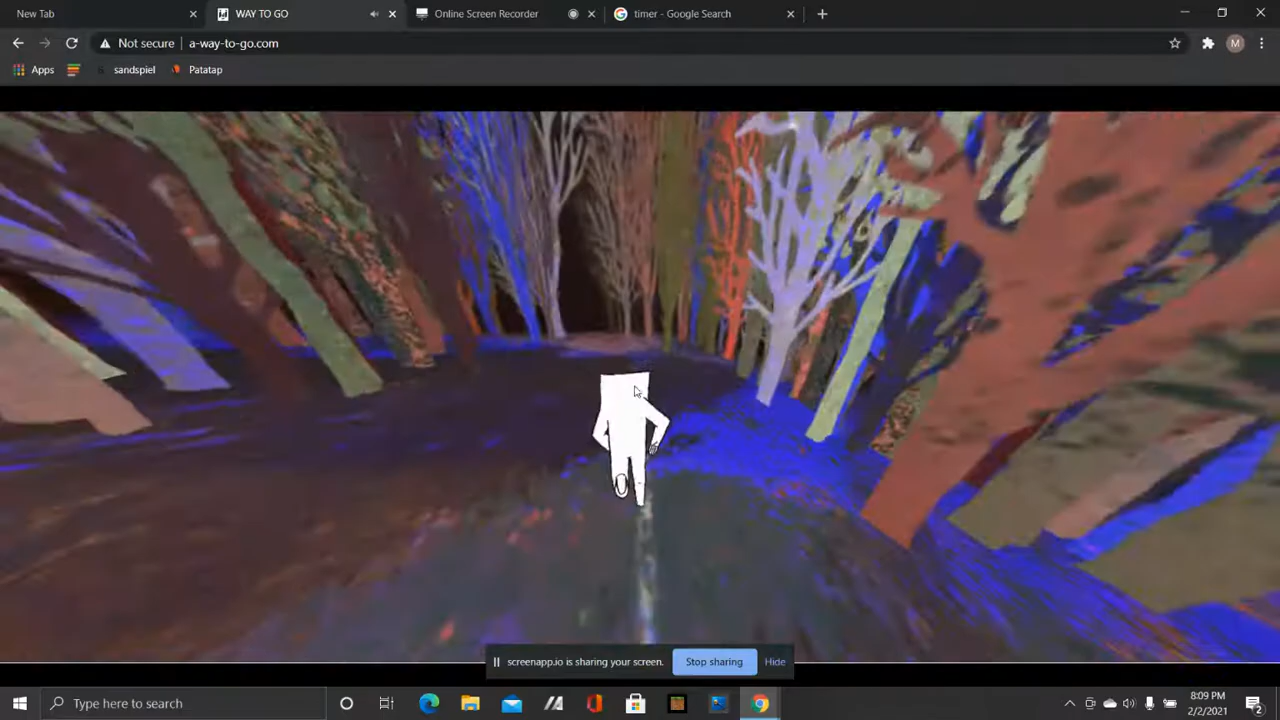 New Tab
WAY TO GO
Online Screen Recorder
timer - Google Search
Not secure
a-way-to-go.com
M
Apps
sandspiel
Patatap
screenapp.io is sharing your screen.
Stop sharing
Hide
Type here to search
8:09 PM
2/2/2021
2